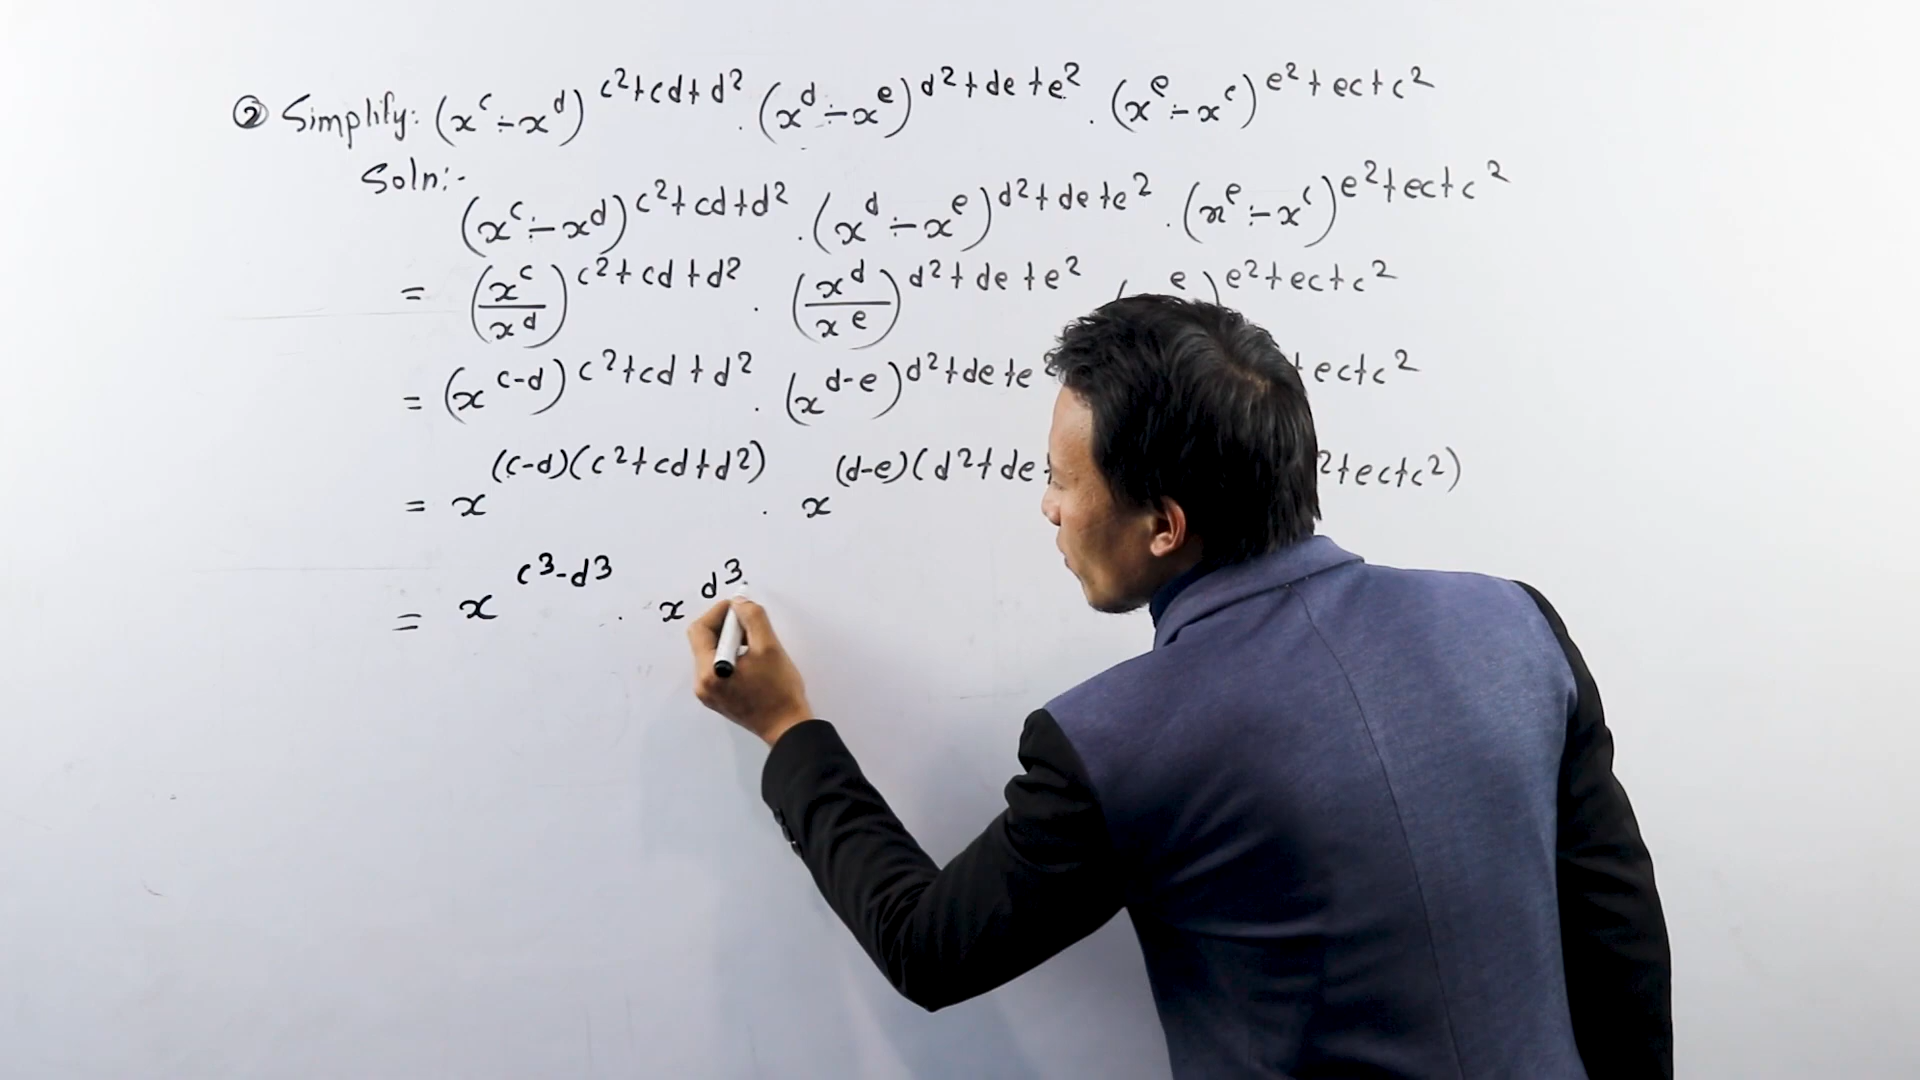 ② Simplify: (x^c ÷ x^d)^c²+cd+d² . (x^d ÷ x^e)^d²+de+e² . (x^e ÷ x^c)^e²+ec+c²
Soln:-
(x^c ÷ x^d)^c²+cd+d² . (x^d ÷ x^e)^d²+de+e² . (x^e ÷ x^c)^e²+ec+c²
= (x^c/x^d)^c²+cd+d² . (x^d/x^e)^d²+de+e² ( e)^e²+ec+c²
= (x^c-d)^c²+cd+d² . (x^d-e)^d²+de+e² +ec+c²
= x^(c-d)(c²+cd+d²) . x^(d-e)(d²+de+ ²+ec+c²)
= x^c³-d³ . x^d³